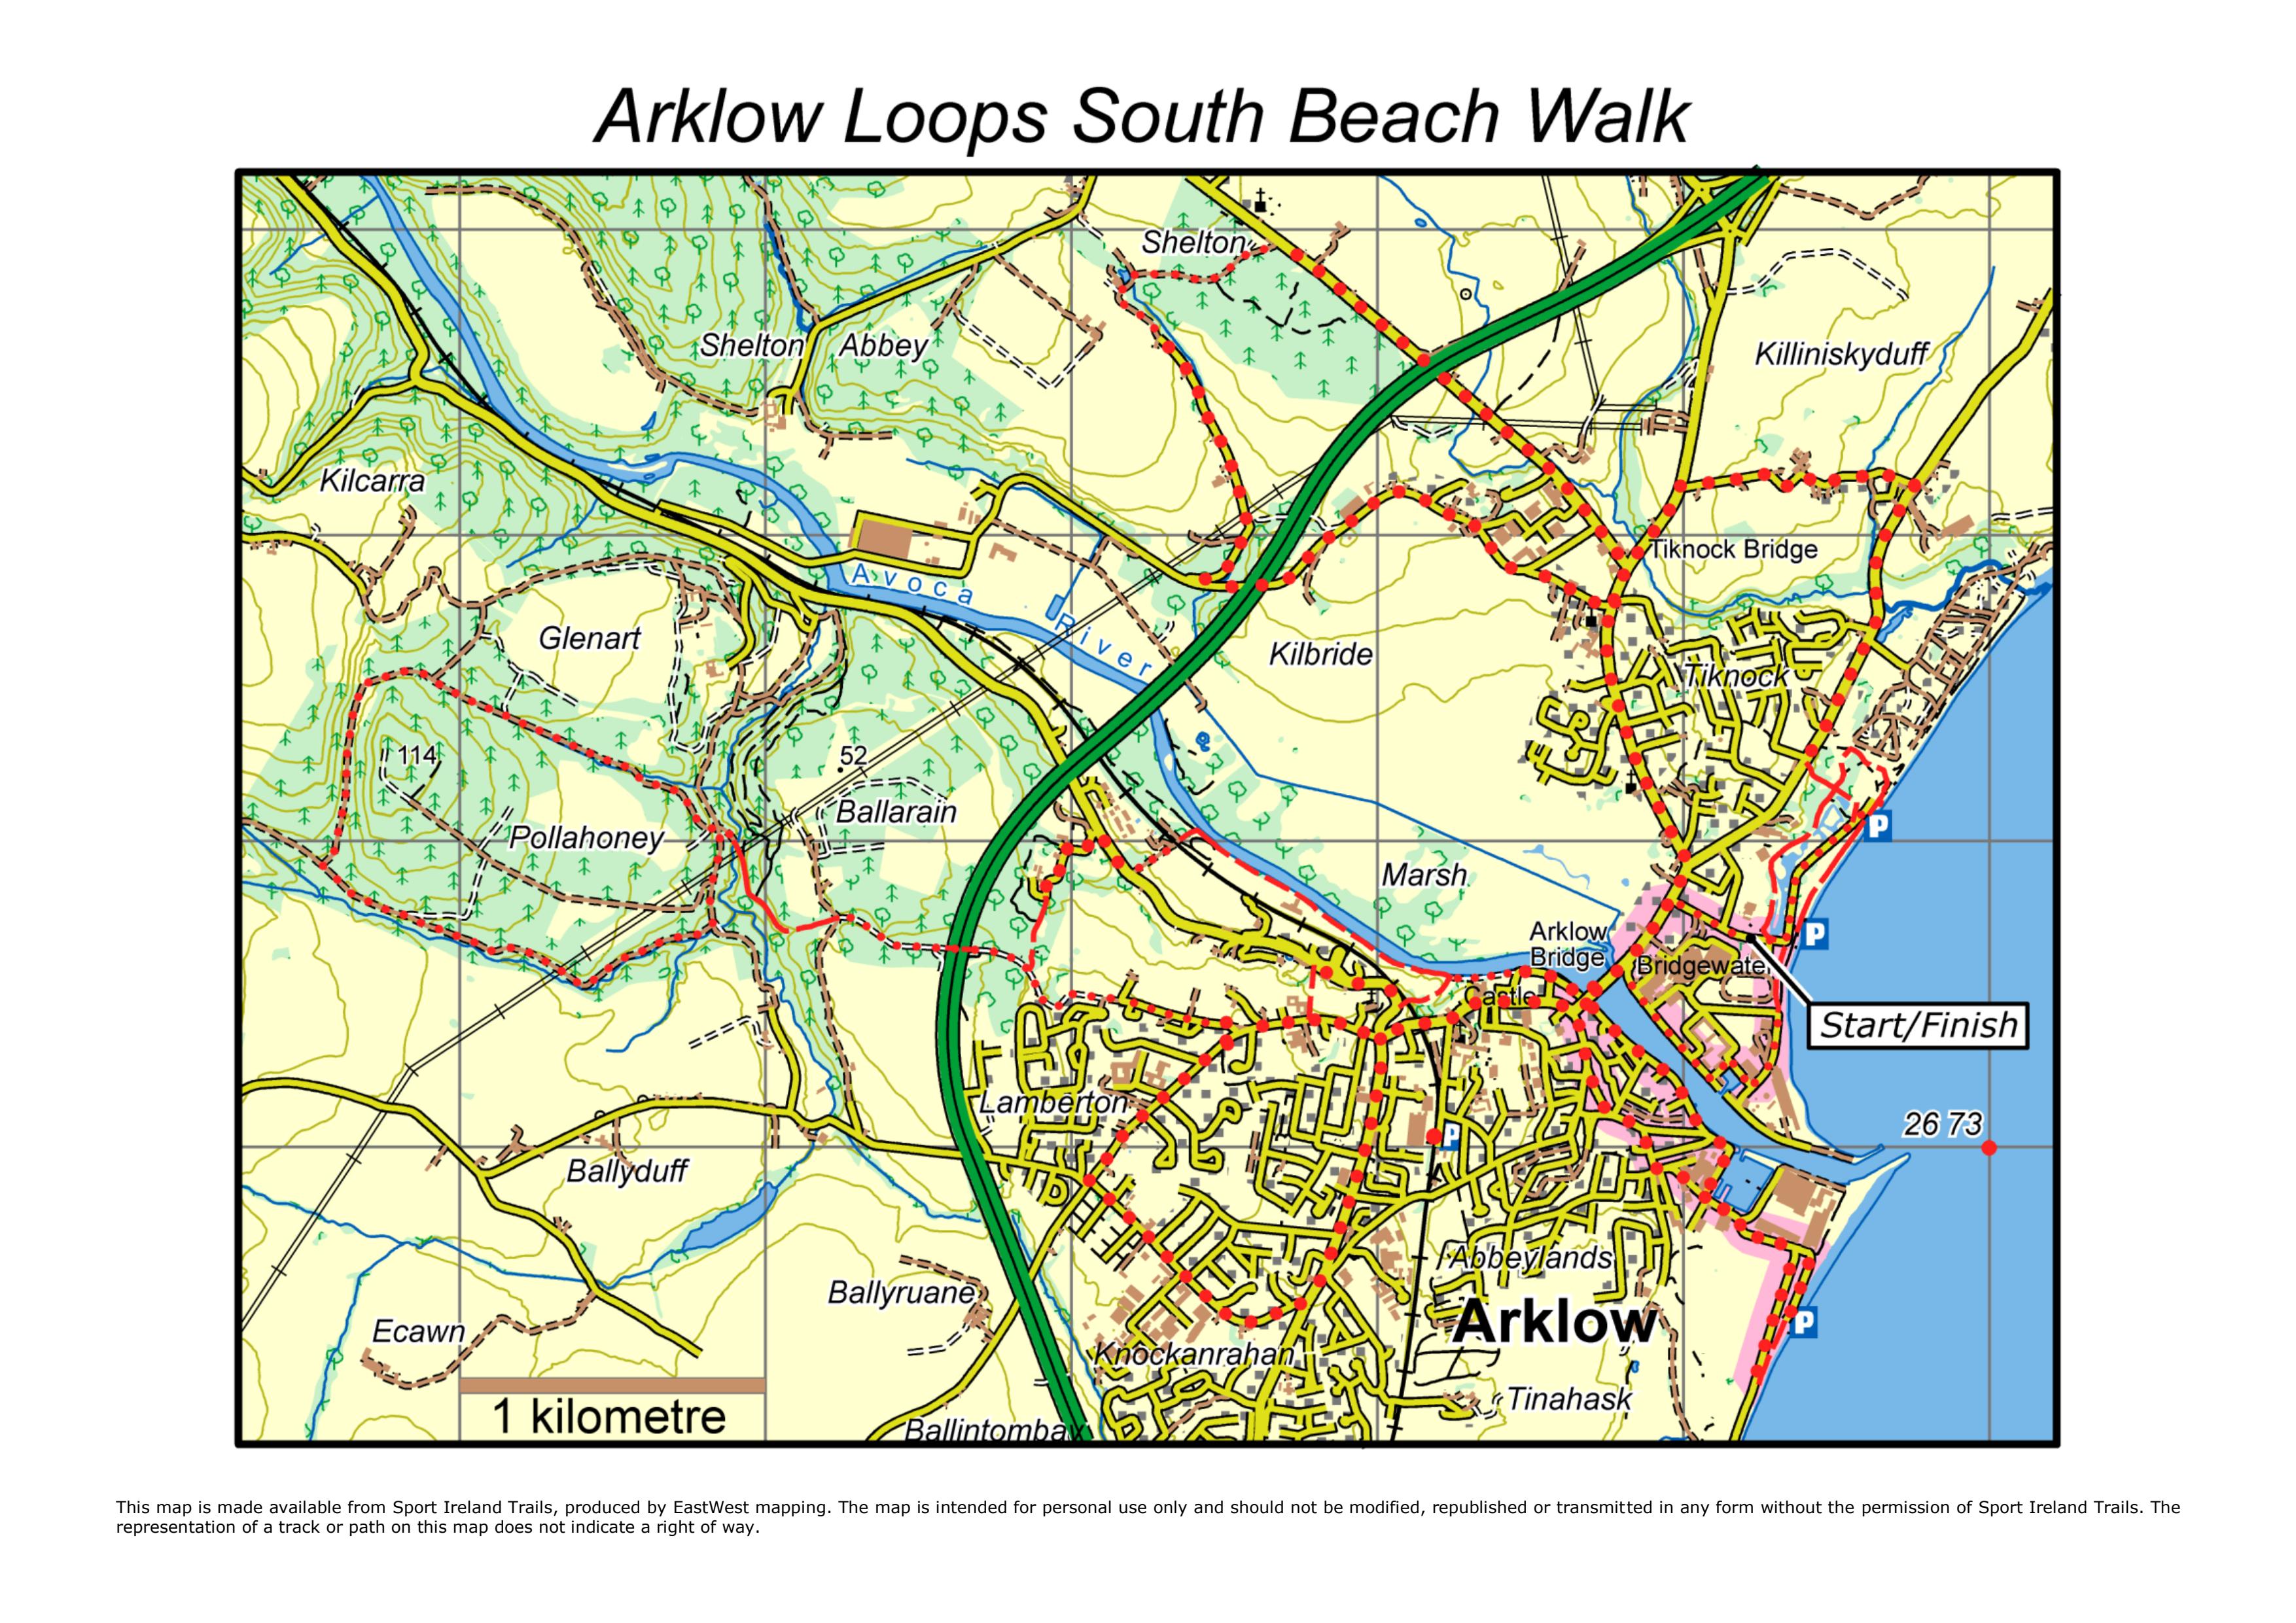 Arklow Loops South Beach Walk
Shelton
Shelton Abbey
Killiniskyduff
Kilcarra
Tiknock Bridge
Avoca
River
Glenart
Kilbride
Tiknock
114
.52
Ballarain
P
Pollahoney
Marsh
Arklow
Bridge
P
Bridgewater
Castle
Start/Finish
Lamberton
26 73
P
Ballyduff
Abbeylands
Ballyruane
Arklow
P
Ecawn
Knockanrahan
Tinahask
1 kilometre
Ballintombay
This map is made available from Sport Ireland Trails, produced by EastWest mapping. The map is intended for personal use only and should not be modified, republished or transmitted in any form without the permission of Sport Ireland Trails. The
representation of a track or path on this map does not indicate a right of way.